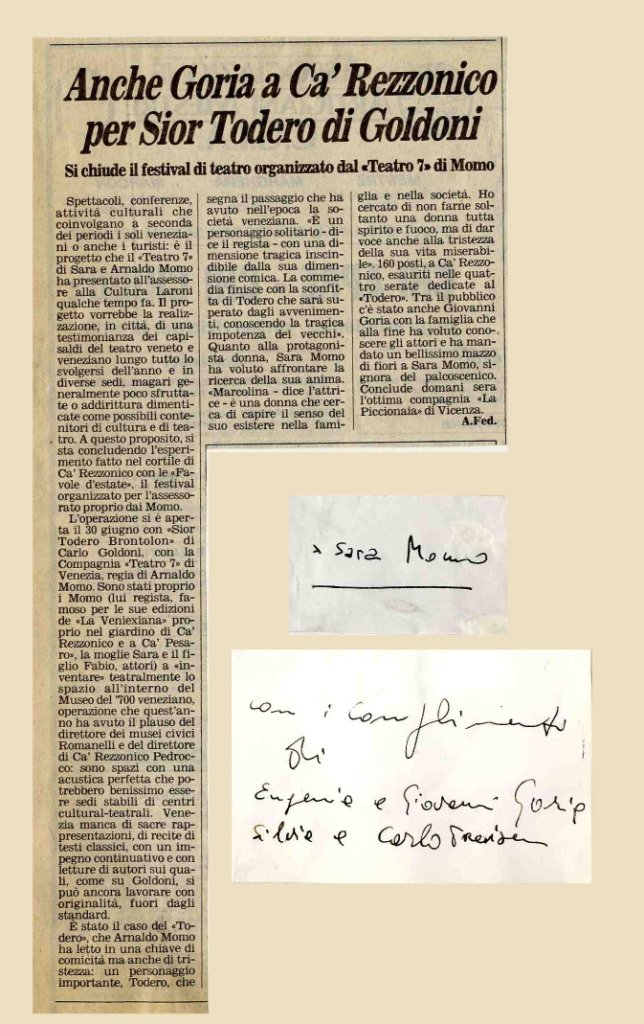 Anche Goria a Ca' Rezzonico
per Sior Todero di Goldoni
Si chiude il festival di teatro organizzato dal «Teatro 7» di Momo
Spettacoli, conferenze,
attività culturali che
coinvolgono a seconda
dei periodi i soli venezia-
ni o anche i turisti: è il
progetto che il «Teatro 7»
di Sara e Arnaldo Momo
ha presentato all'assesso-
re alla Cultura Laroni
qualche tempo fa. Il pro-
getto vorrebbe la realiz-
zazione, in città, di una
testimonianza dei capi-
saldi del teatro veneto e
veneziano lungo tutto lo
svolgersi dell'anno e in
diverse sedi, magari ge-
neralmente poco sfrutta-
te o addirittura dimenti-
cate come possibili conte-
nitori di cultura e di tea-
tro. A questo proposito, si
sta concludendo l'esperi-
mento fatto nel cortile di
Ca' Rezzonico con le «Fa-
vole d'estate», il festival
organizzato per l'assesso-
rato proprio dai Momo.
L'operazione si è aper-
ta il 30 giugno con «Sior
Todero Brontolon» di
Carlo Goldoni, con la
Compagnia «Teatro 7» di
Venezia, regia di Arnaldo
Momo. Sono stati proprio
i Momo (lui regista, fa-
moso per le sue edizioni
de «La Veniexiana» pro-
prio nel giardino di Ca'
Rezzonico e a Ca' Pesa-
ro», la moglie Sara e il fi-
glio Fabio, attori) a «in-
ventare» teatralmente lo
spazio all'interno del
Museo del '700 veneziano,
operazione che quest'an-
no ha avuto il plauso del
direttore dei musei civici
Romanelli e del direttore
di Ca' Rezzonico Pedroc-
co: sono spazi con una
acustica perfetta che po-
trebbero benissimo esse-
re sedi stabili di centri
cultural-teatrali. Vene-
zia manca di sacre rap-
presentazioni, di recite di
testi classici, con un im-
pegno continuativo e con
letture di autori sui qua-
li, come su Goldoni, si
può ancora lavorare con
originalità, fuori dagli
standard.
È stato il caso del «To-
dero», che Arnaldo Momo
ha letto in una chiave di
comicità ma anche di tri-
stezza: un personaggio
importante, Todero, che
segna il passaggio che ha
avuto nell'epoca la so-
cietà veneziana. «È un
personaggio solitario - di-
ce il regista - con una di-
mensione tragica inscin-
dibile dalla sua dimen-
sione comica. La comme-
dia finisce con la sconfit-
ta di Todero che sarà su-
perato dagli avvenimen-
ti, conoscendo la tragica
impotenza dei vecchi».
Quanto alla protagoni-
sta donna, Sara Momo
ha voluto affrontare la
ricerca della sua anima.
«Marcolina - dice l'attri-
ce - è una donna che cer-
ca di capire il senso del
suo esistere nella fami-
glia e nella società. Ho
cercato di non farne sol-
tanto una donna tutta
spirito e fuoco, ma di dar
voce anche alla tristezza
della sua vita miserabi-
le». 160 posti, a Ca' Rezzo-
nico, esauriti nelle quat-
tro serate dedicate al
«Todero». Tra il pubblico
c'è stato anche Giovanni
Goria con la famiglia che
alla fine ha voluto cono-
scere gli attori e ha man-
dato un bellissimo mazzo
di fiori a Sara Momo, si-
gnora del palcoscenico.
Conclude domani sera
l'ottima compagnia «La
Piccionaia» di Vicenza.
A.Fed.
x Sara Momo
con i complimenti
di
Eugenia e Giovanni Goria
Silvia e Carlo